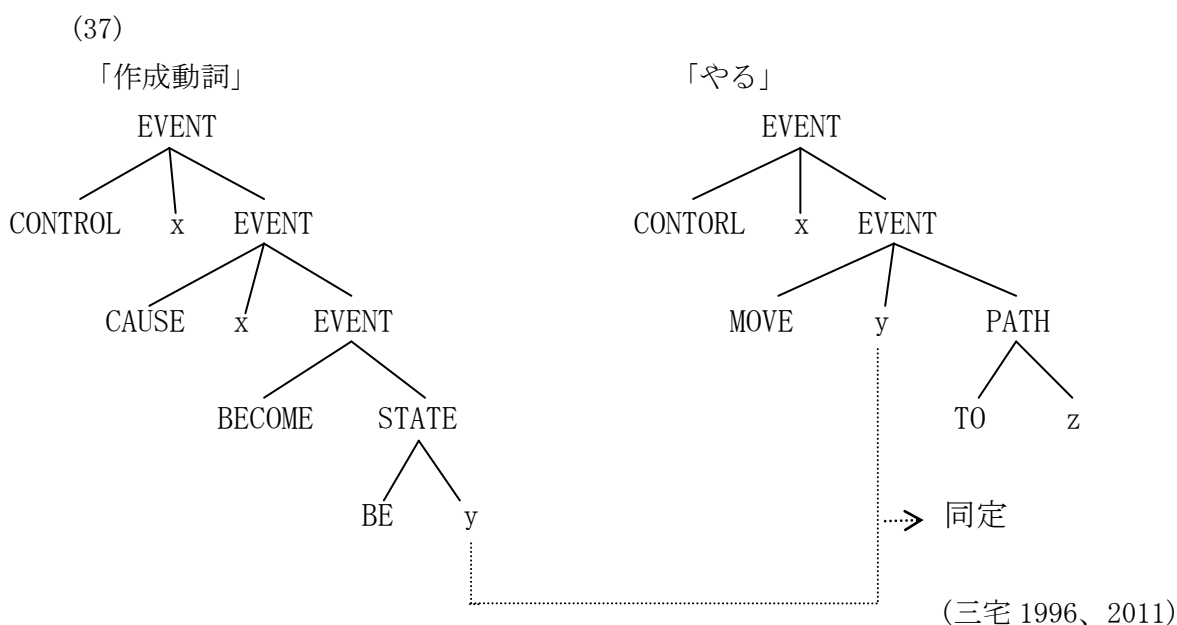 (37)
「作成動詞」 「やる」
EVENT EVENT
CONTROL x EVENT CONTORL x EVENT
CAUSE x EVENT MOVE y PATH
BECOME STATE TO z
BE y 同定
(三宅 1996、2011)